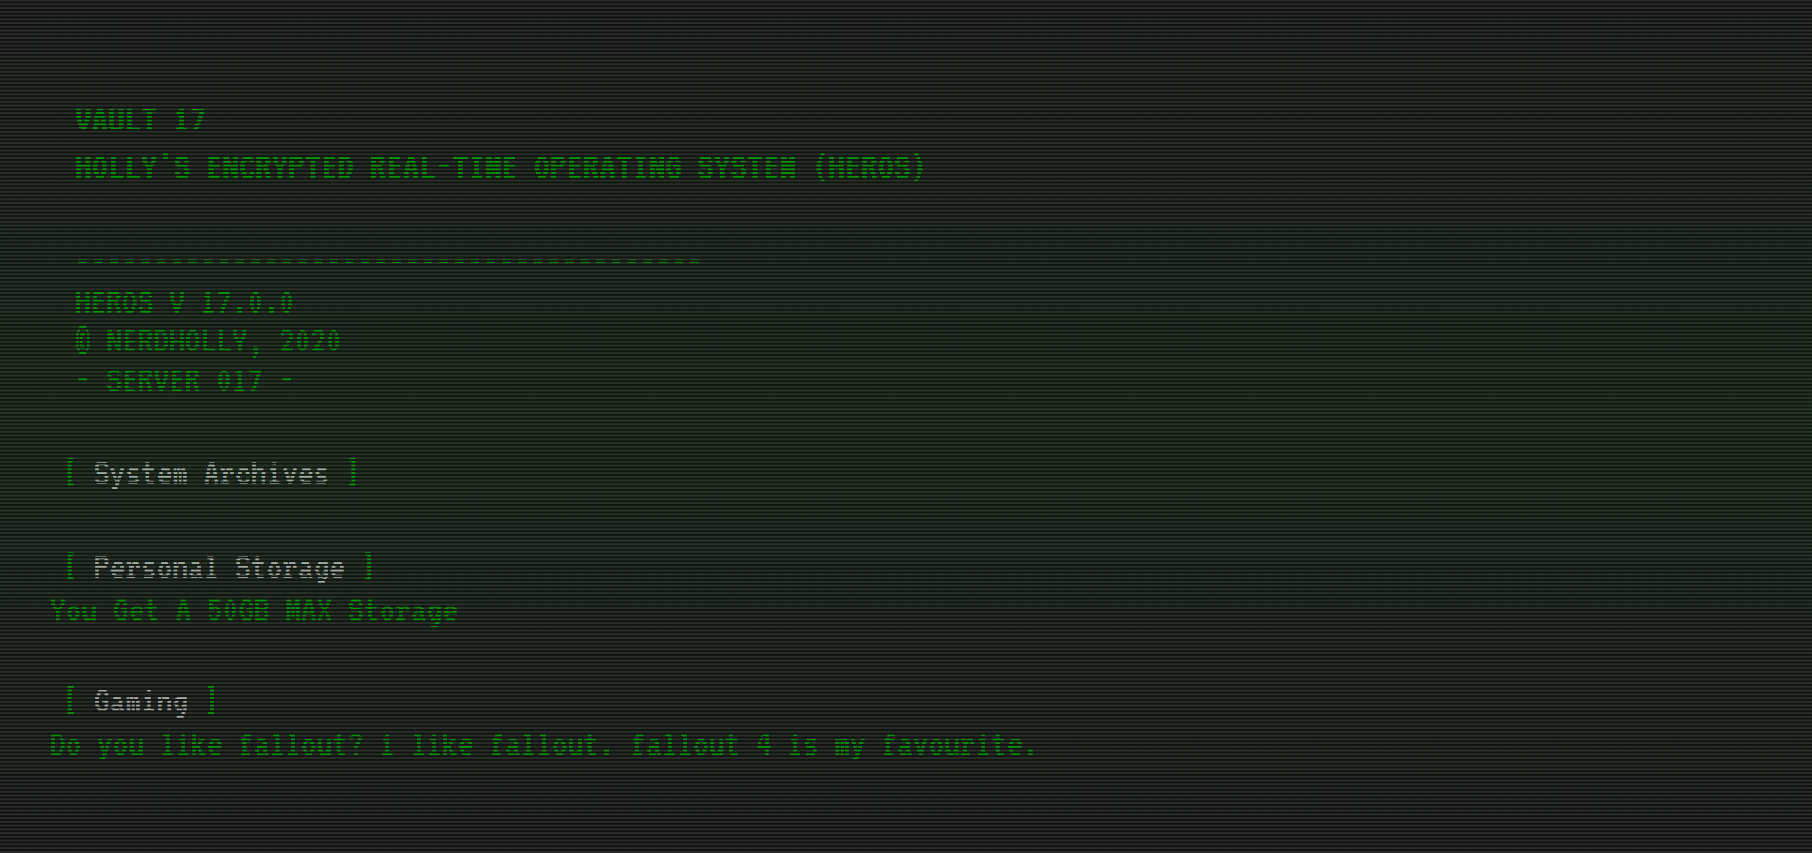 VAULT 17
HOLLY'S ENCRYPTED REAL-TIME OPERATING SYSTEM (HEROS)
----------------------------------------
HEROS V 17.0.0
© NERDHOLLY, 2020
- SERVER 017 -
[ System Archives ]
[ Personal Storage ]
You Get A 50GB MAX Storage
[ Gaming ]
Do you like fallout? i like fallout. fallout 4 is my favourite.